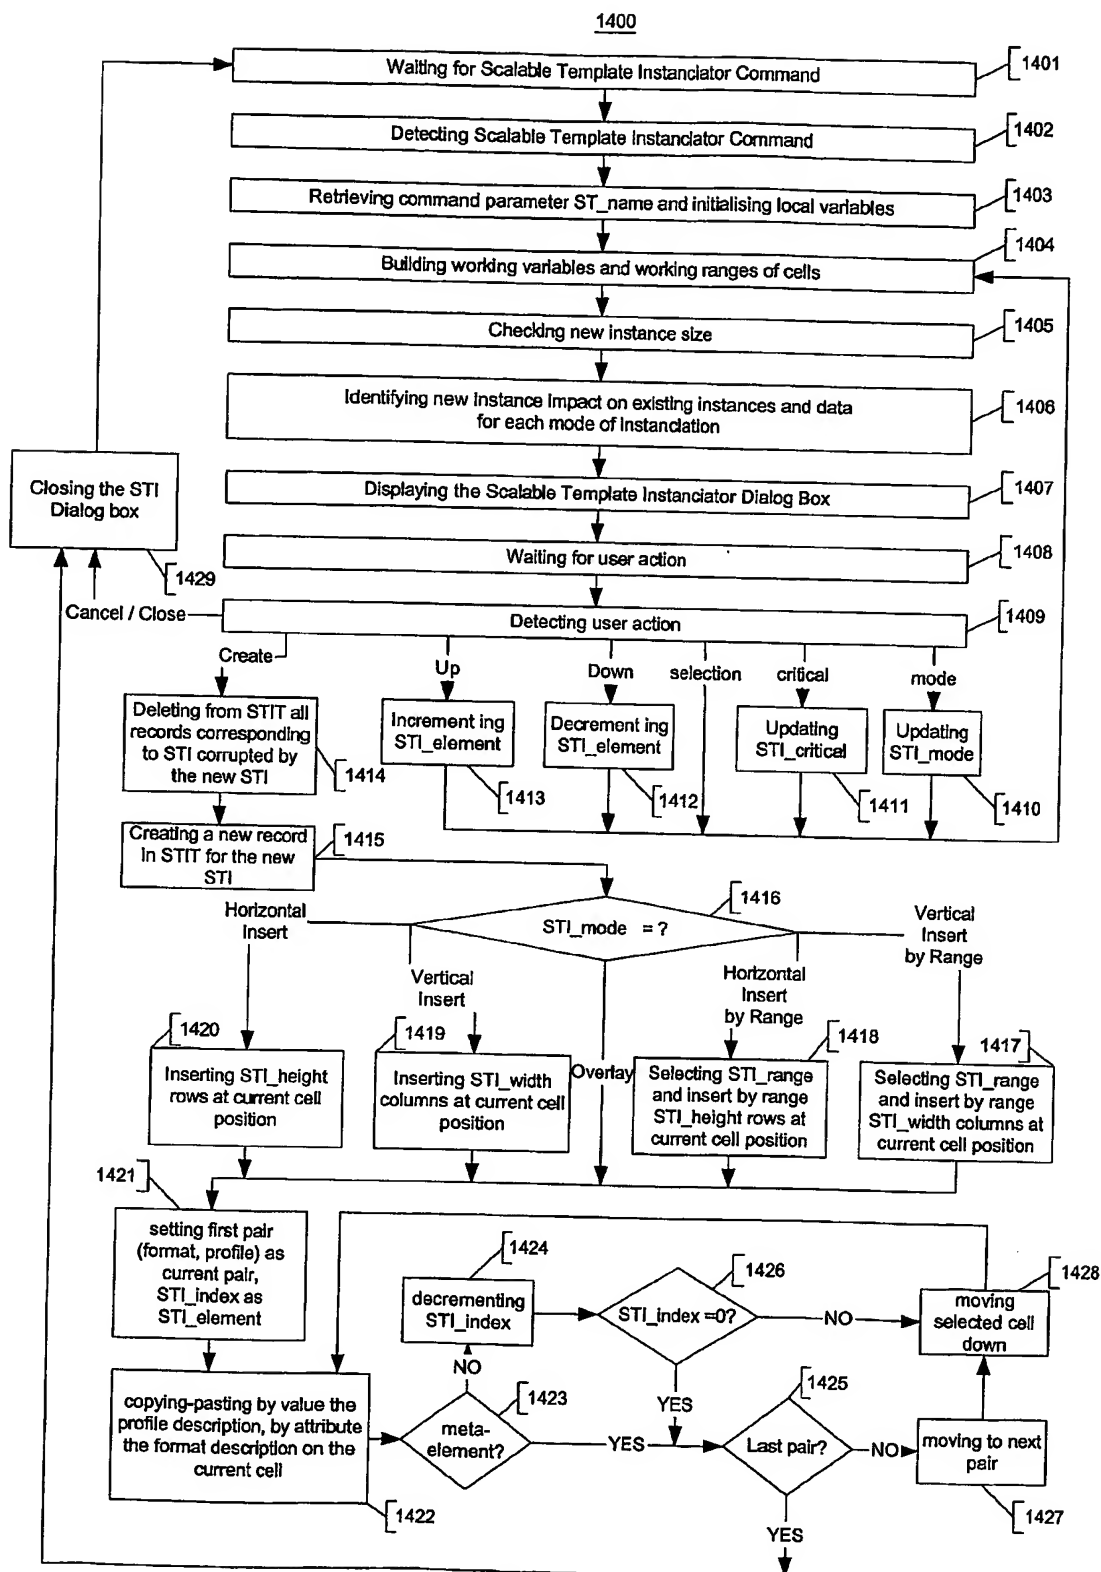 1400
Waiting for Scalable Template Instanciator Command
1401
Detecting Scalable Template Instanciator Command
1402
Retrieving command parameter ST_name and initialising local variables
1403
1404
Building working variables and working ranges of cells
Checking new instance size
1405
Identifying new Instance Impact on existing instances and data
for each mode of Instanciation
1406
Closing the STI
Dialog box
Displaying the Scalable Template Instanciator Dialog Box
1407
Waiting for user action
1408
1429
Cancel / Close
Detecting user action
1409
Create
Up
Down
selection
critical
mode
Deleting from STIT all
records corresponding
to STI corrupted by
the new STI
1414
Increment ing
STI_element
1413
Decrement ing
STI_element
1412
Updating
STI_critical
1411
Updating
STI_mode
1410
Creating a new record
In STIT for the new
STI
1415
STI_mode = ?
1416
Horizontal
Insert
Vertical
Insert
Horizontal
Insert
by Range
Vertical
Insert
by Range
1420
Inserting STI_height
rows at current cell
position
1419
Inserting STI_width
columns at current cell
position
Overlay
1418
Selecting STI_range
and insert by range
STI_height rows at
current cell position
1417
Selecting STI_range
and insert by range
STI_width columns at
current cell position
1421
setting first pair
(format, profile) as
current pair,
STI_index as
STI_element
1424
decrementing
STI_index
1426
STI_index =0?
NO
1428
moving
selected cell
down
NO
YES
copying-pasting by value the
profile description, by attribute
the format description on the
current cell
1422
1423
meta-
element?
YES
1425
Last pair?
NO
moving to next
pair
1427
YES